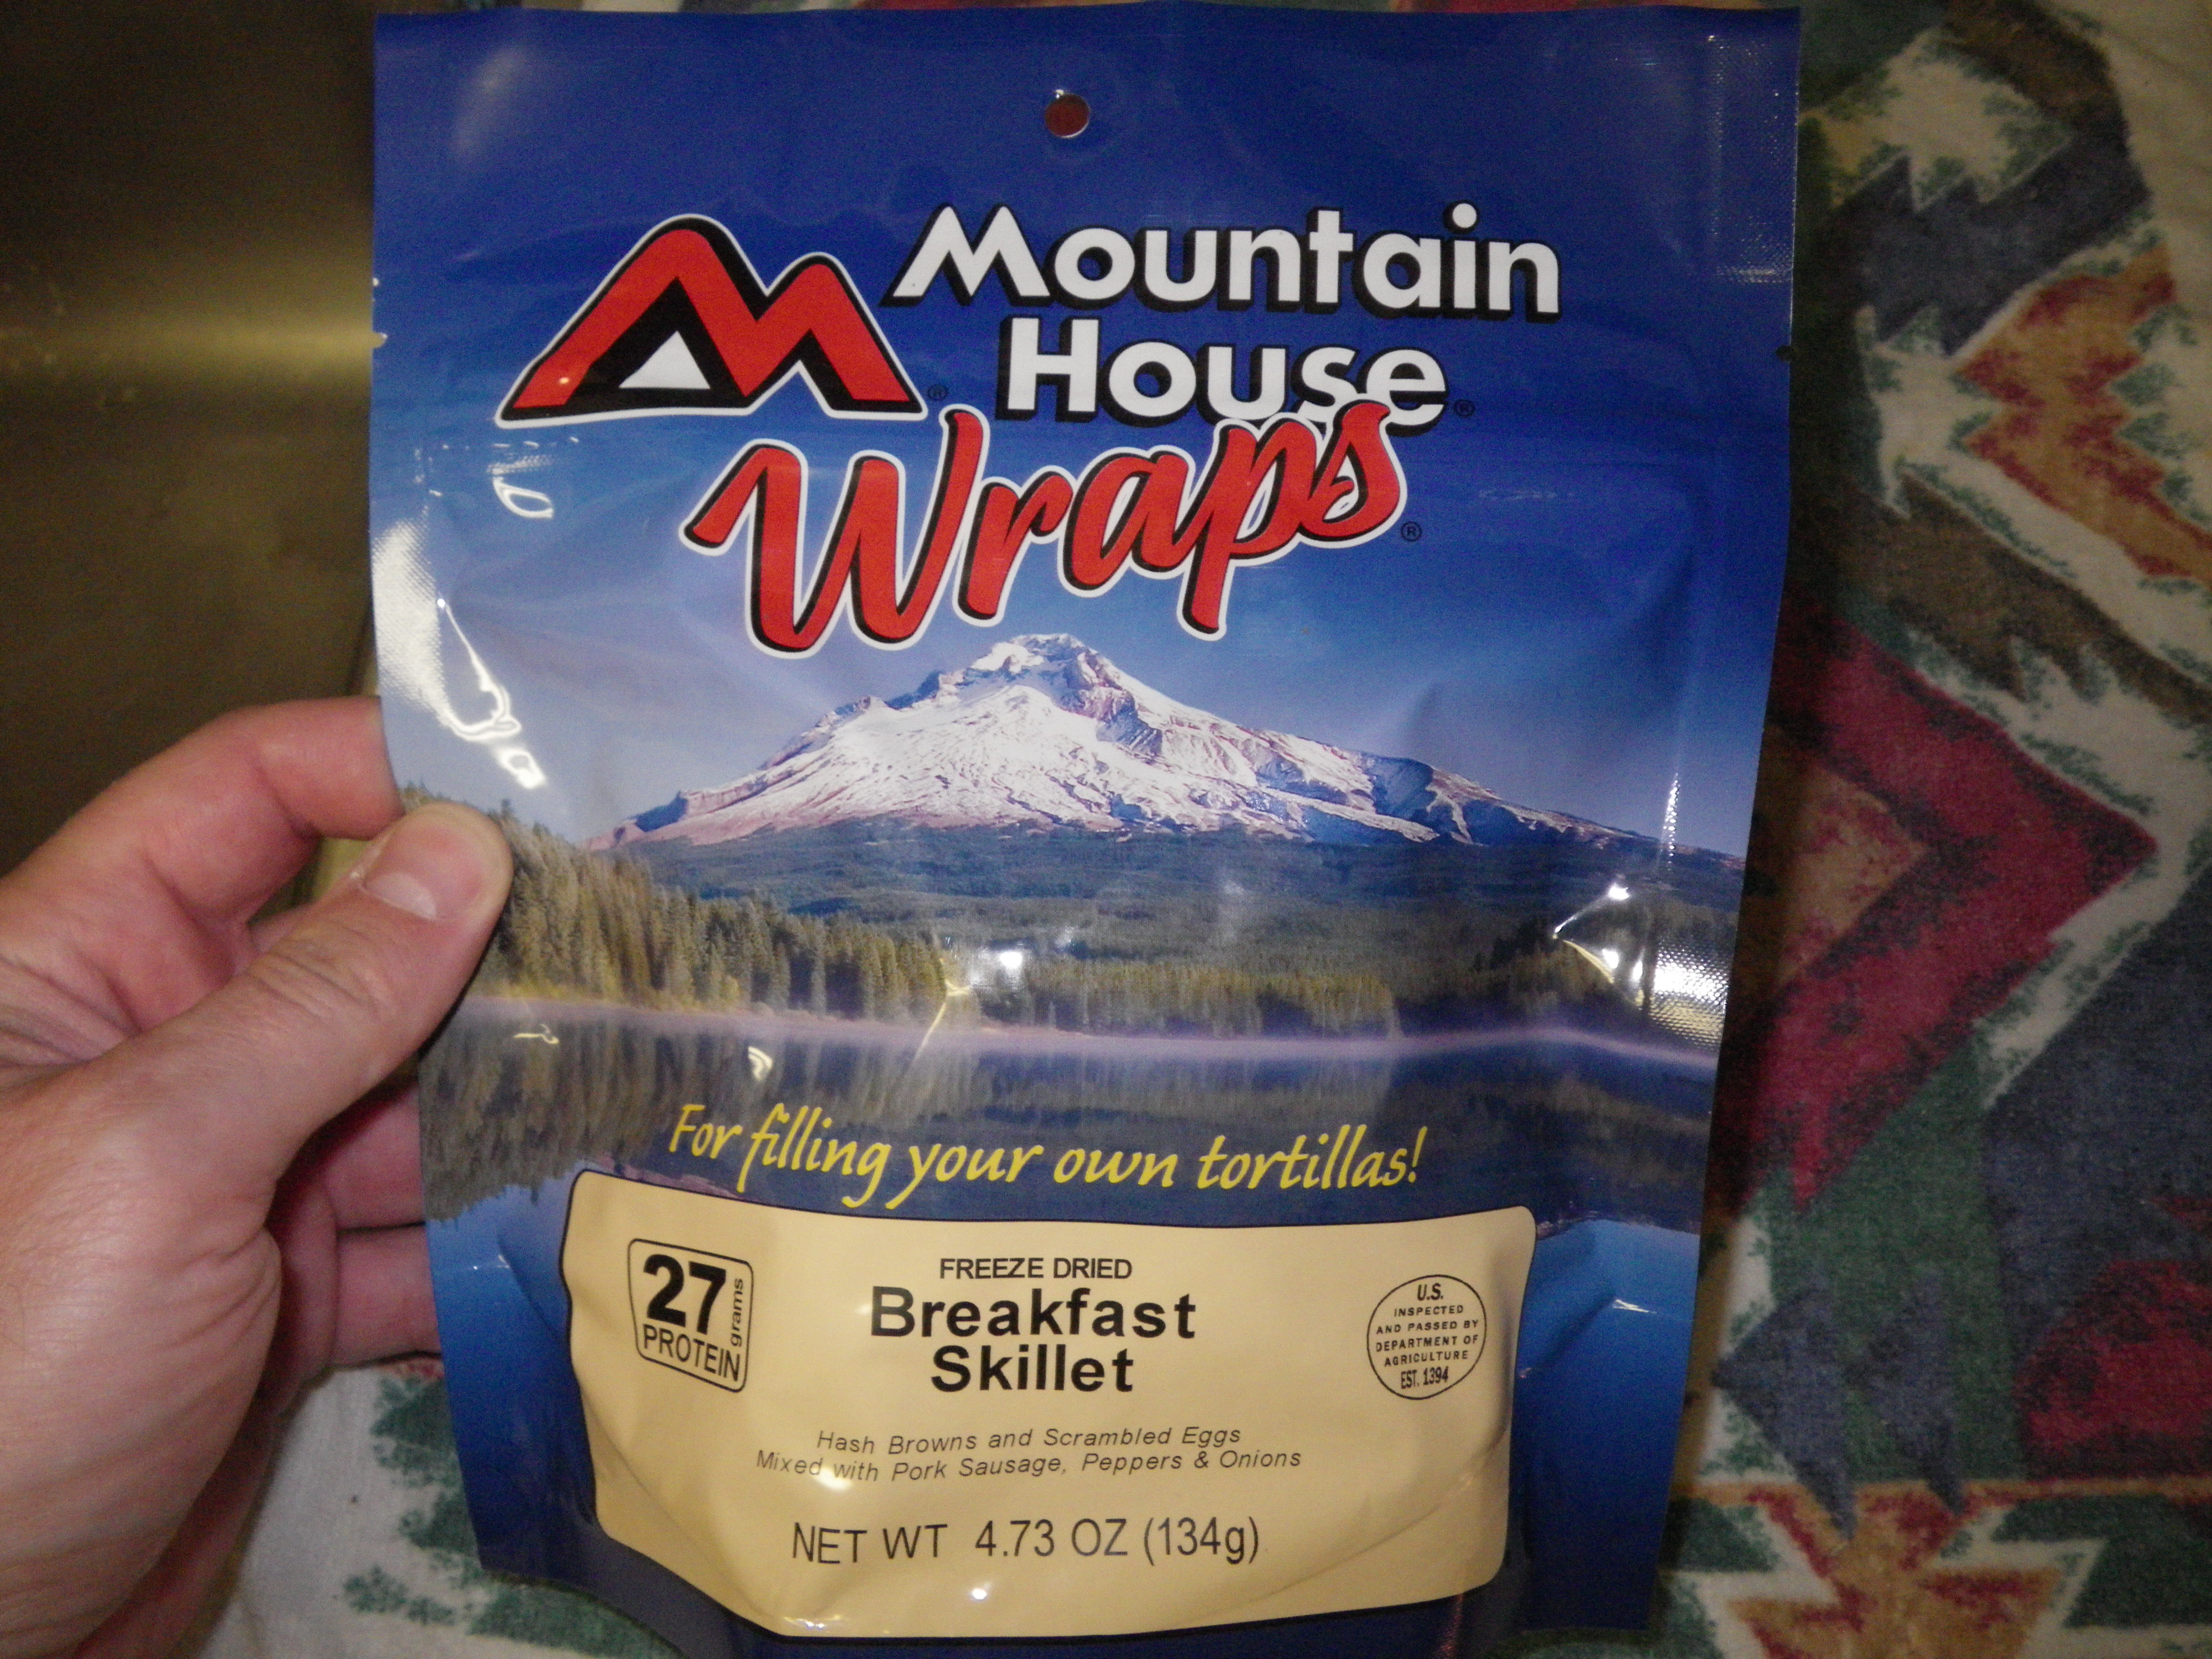 Mountain
House®
Wraps®
For filling your own tortillas!
27 grams
PROTEIN
FREEZE DRIED
Breakfast
Skillet
U.S.
INSPECTED
AND PASSED BY
DEPARTMENT OF
AGRICULTURE
EST. 1394
Hash Browns and Scrambled Eggs
Mixed with Pork Sausage, Peppers & Onions
NET WT 4.73 OZ (134g)